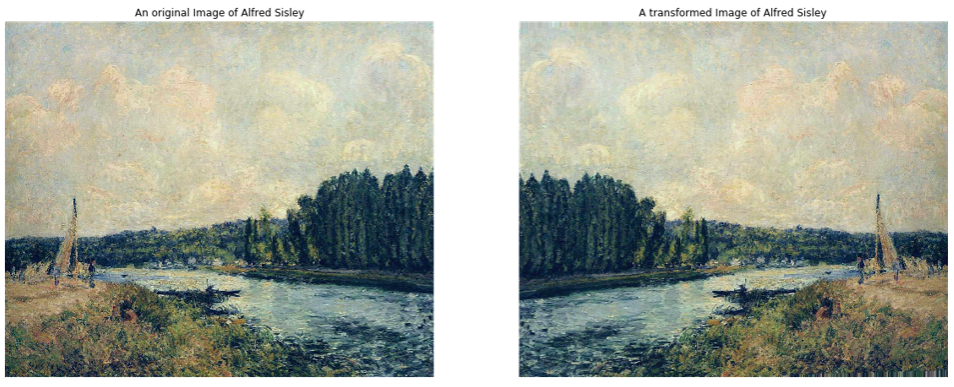 An original Image of Alfred Sisley
A transformed Image of Alfred Sisley